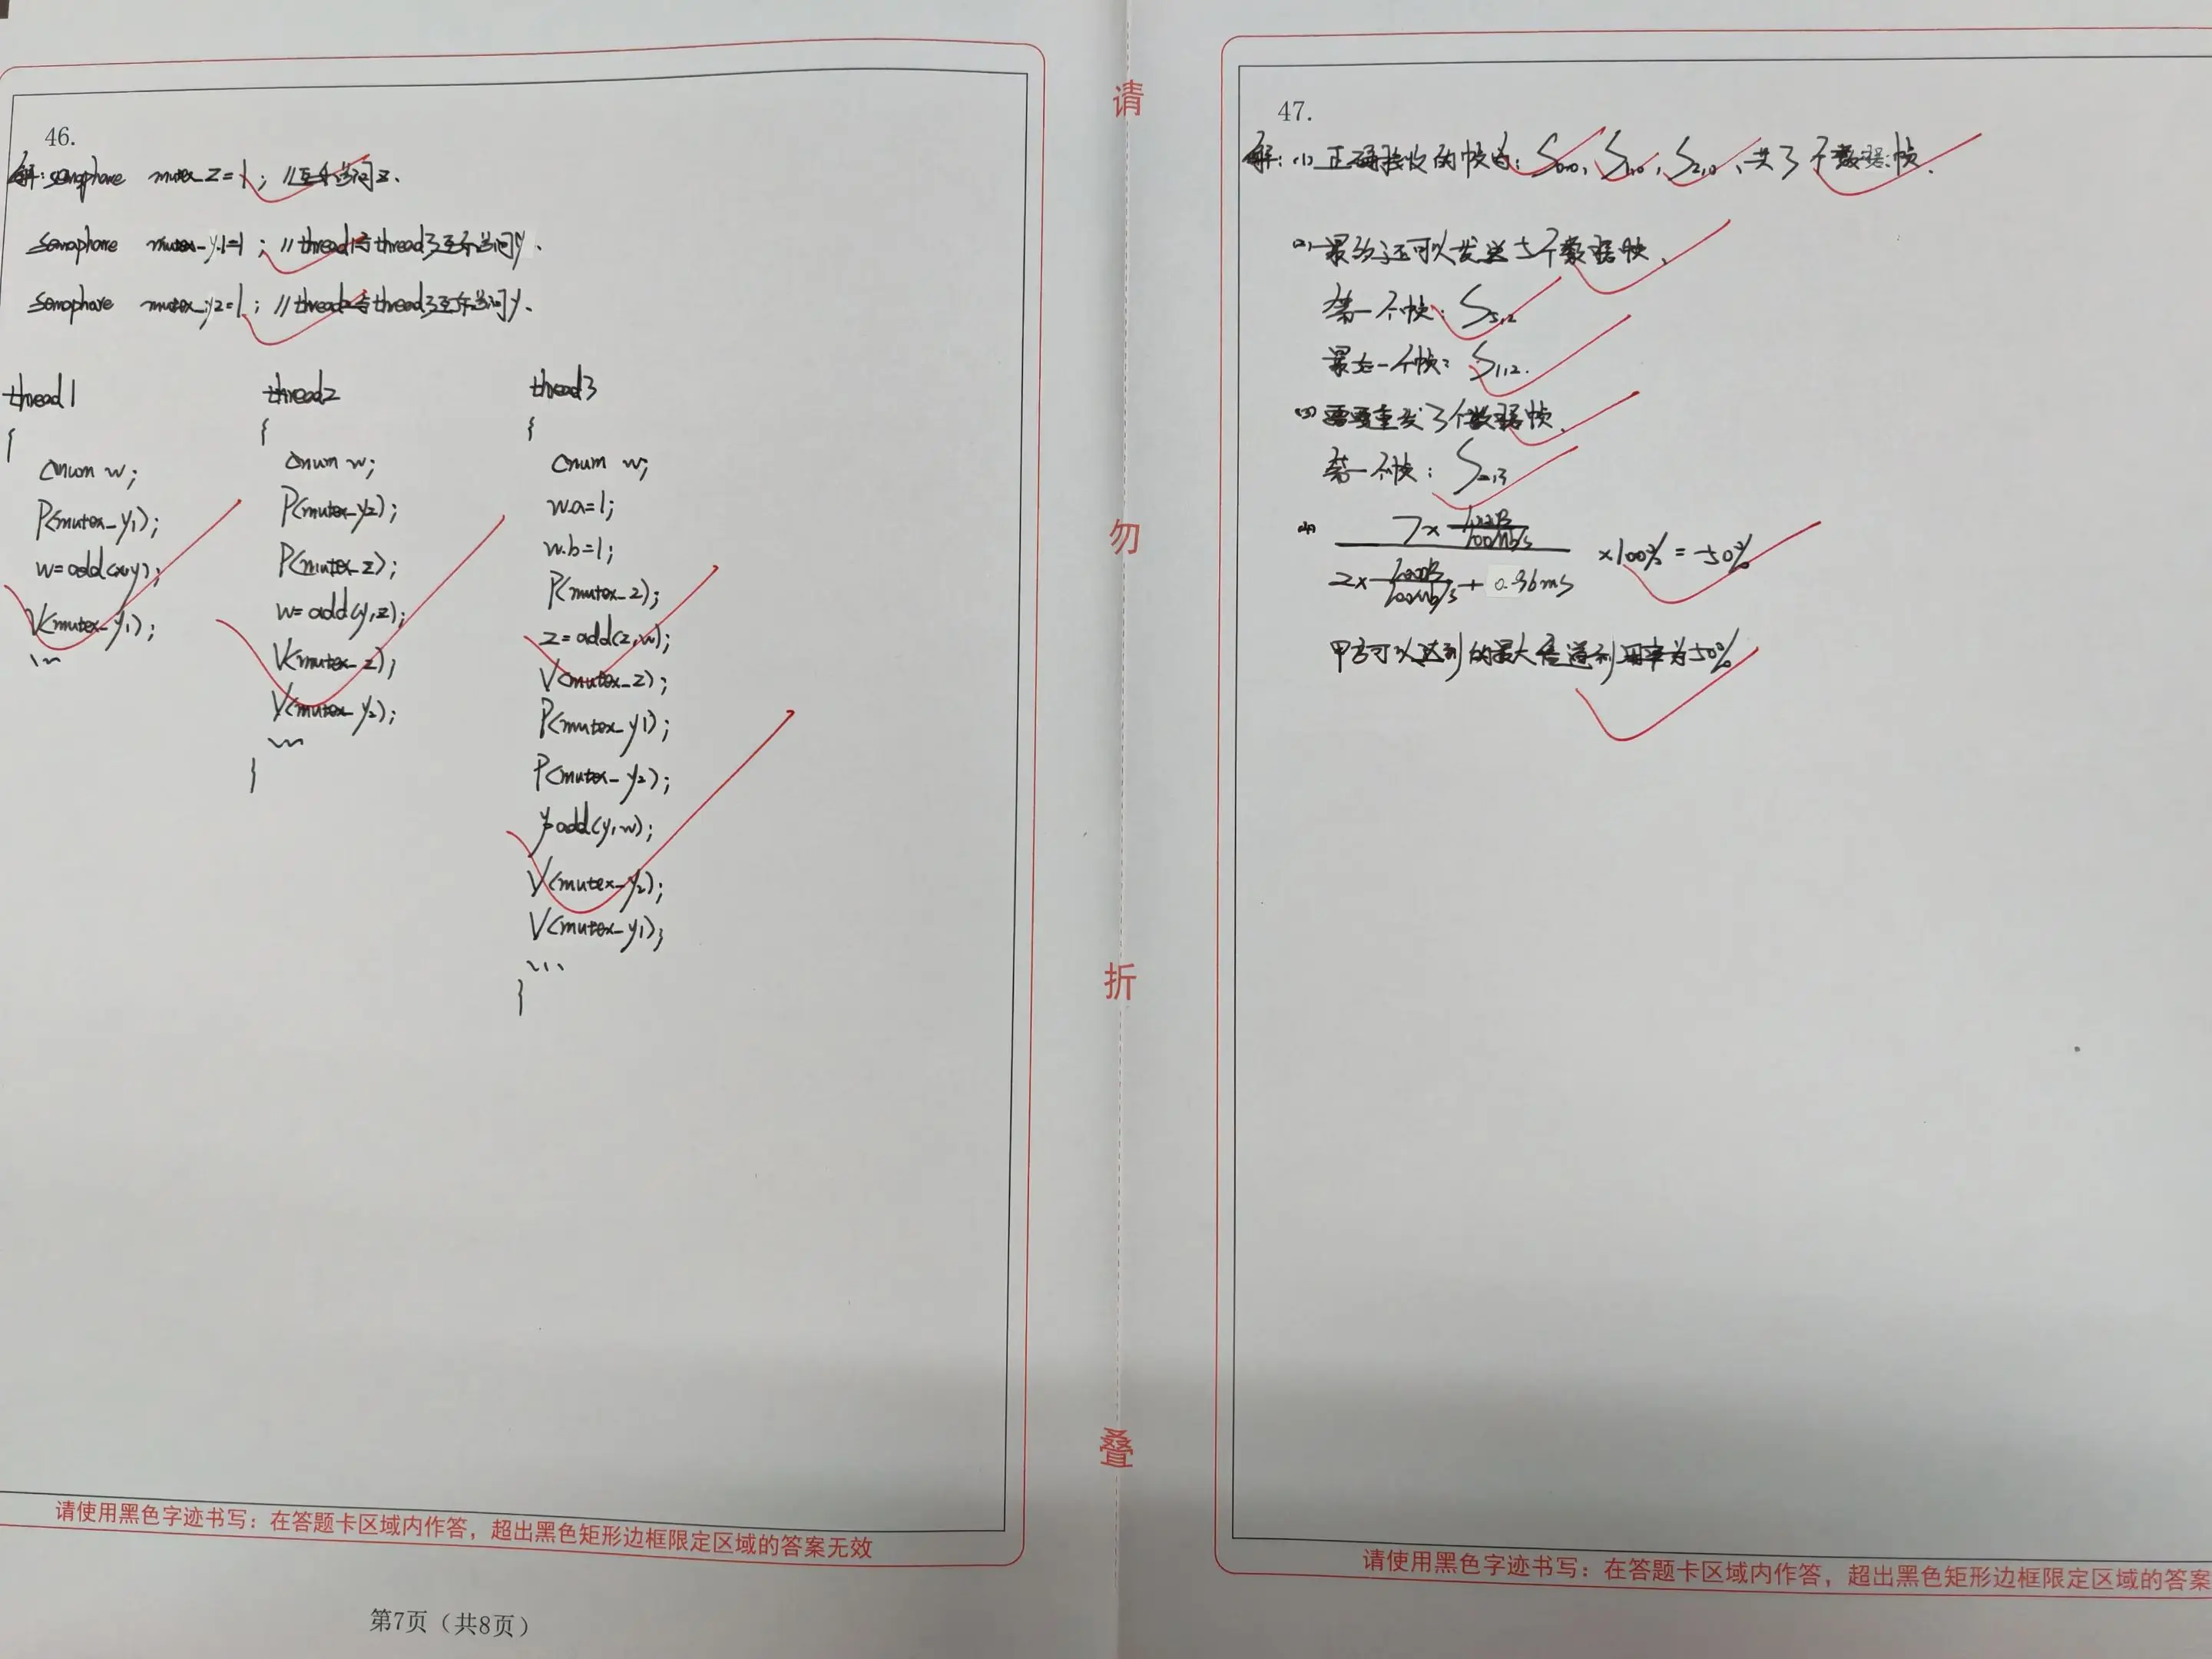 46.
解: semaphore mutex_z=1; //互斥访问z.
semaphore mutex_y1=1; //thread1与thread3互斥访问y.
semaphore mutex_y2=1; //thread2与thread3互斥访问y.
thread1
{
cnum w;
P(mutex_y1);
w=add(x,y);
V(mutex_y1);
...
thread2
{
cnum w;
P(mutex_y2);
P(mutex_z);
w=add(y,z);
V(mutex_z);
V(mutex_y2);
...
}
thread3
{
cnum w;
w.a=1;
w.b=1;
P(mutex_z);
z=add(z,w);
V(mutex_z);
P(mutex_y1);
P(mutex_y2);
y=add(y,w);
V(mutex_y2);
V(mutex_y1);
...
}
请使用黑色字迹书写：在答题卡区域内作答，超出黑色矩形边框限定区域的答案无效
第7页（共8页）
请
勿
折
叠
47.
解: (1) 正确接收的帧为: S0,0, S1,0, S2,0, 共3个数据帧.
(2) 最多还可以发送5个数据帧.
第一个帧: S5,2
最后一个帧: S1,2.
(3) 需要重发3个数据帧.
第一个帧: S2,3
(4) 7×1000B/100Mb/s
×100%=50%
2×1000B/100Mb/s+0.96ms
甲方可以达到的最大信道利用率为50%
请使用黑色字迹书写：在答题卡区域内作答，超出黑色矩形边框限定区域的答案